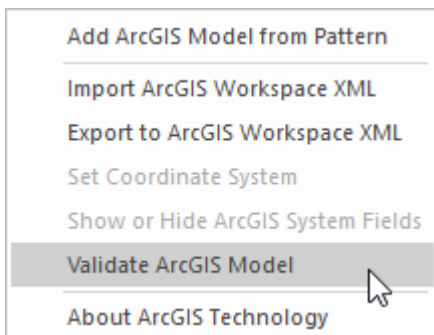 Add ArcGIS Model from Pattern
Import ArcGIS Workspace XML
Export to ArcGIS Workspace XML
Set Coordinate System
Show or Hide ArcGIS System Fields
Validate ArcGIS Model
About ArcGIS Technology